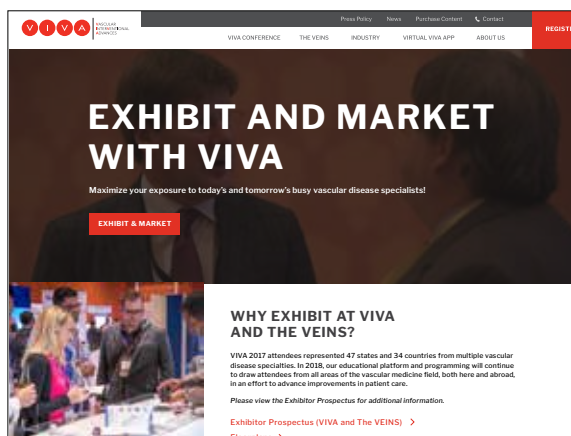 VIVA
VASCULAR
INTERVENTIONAL
ADVANCES
Press Policy News Purchase Content Contact
VIVA CONFERENCE THE VEINS INDUSTRY VIRTUAL VIVA APP ABOUT US
EXHIBIT AND MARKET
WITH VIVA
Maximize your exposure to today's and tomorrow's busy vascular disease specialists!
EXHIBIT & MARKET
WHY EXHIBIT AT VIVA
AND THE VEINS?
VIVA 2017 attendees represented 47 states and 34 countries from multiple vascular
disease specialties. In 2018, our educational platform and programming will continue
to draw attendees from all areas of the vascular medicine field, both here and abroad,
in an effort to advance improvements in patient care.
Please view the Exhibitor Prospectus for additional information.
Exhibitor Prospectus (VIVA and The VEINS)